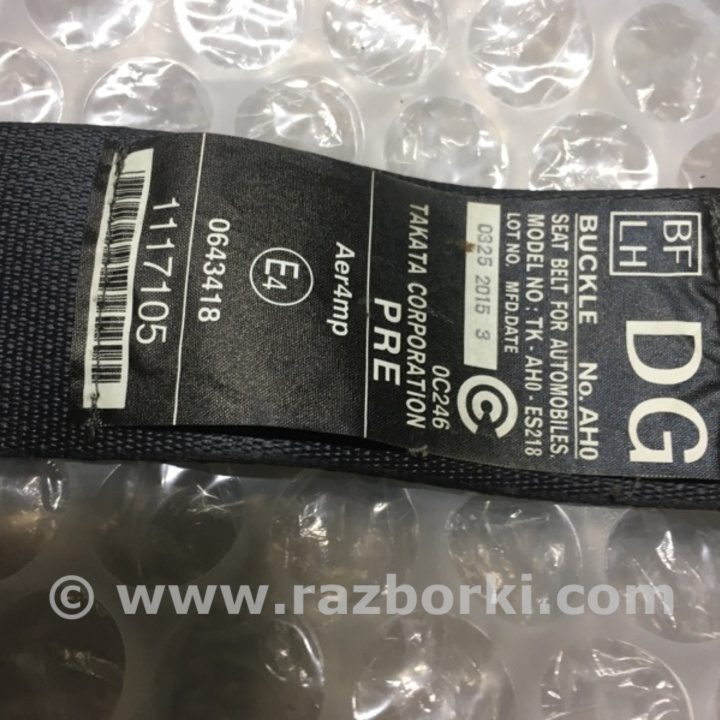 BF
LH
DG
BUCKLE No. AH0
SEAT BELT FOR AUTOMOBILES.
MODEL NO : TK - AH0 - ES218
LOT NO. MFD.DATE
0325 2015 3
C
0C246
TAKATA CORPORATION
PRE
Aer4mp
E4
0643418
1117105
© www.razborki.com